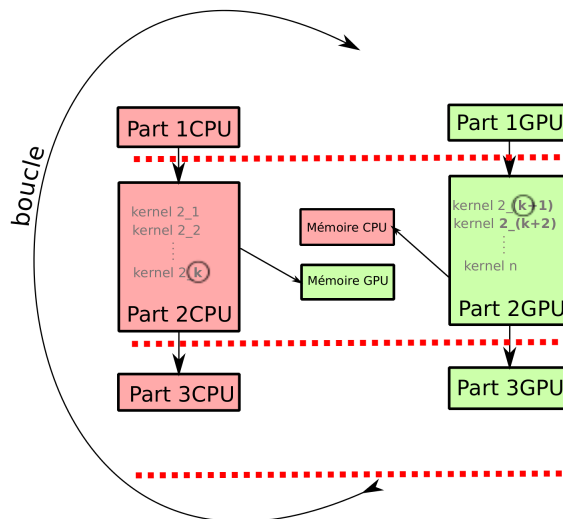 boucle
Part 1CPU
Part 1GPU
kernel 2_1
kernel 2_2
kernel 2_k
Part 2CPU
Mémoire CPU
Mémoire GPU
kernel 2_(k+1)
kernel 2_(k+2)
kernel n
Part 2GPU
Part 3CPU
Part 3GPU